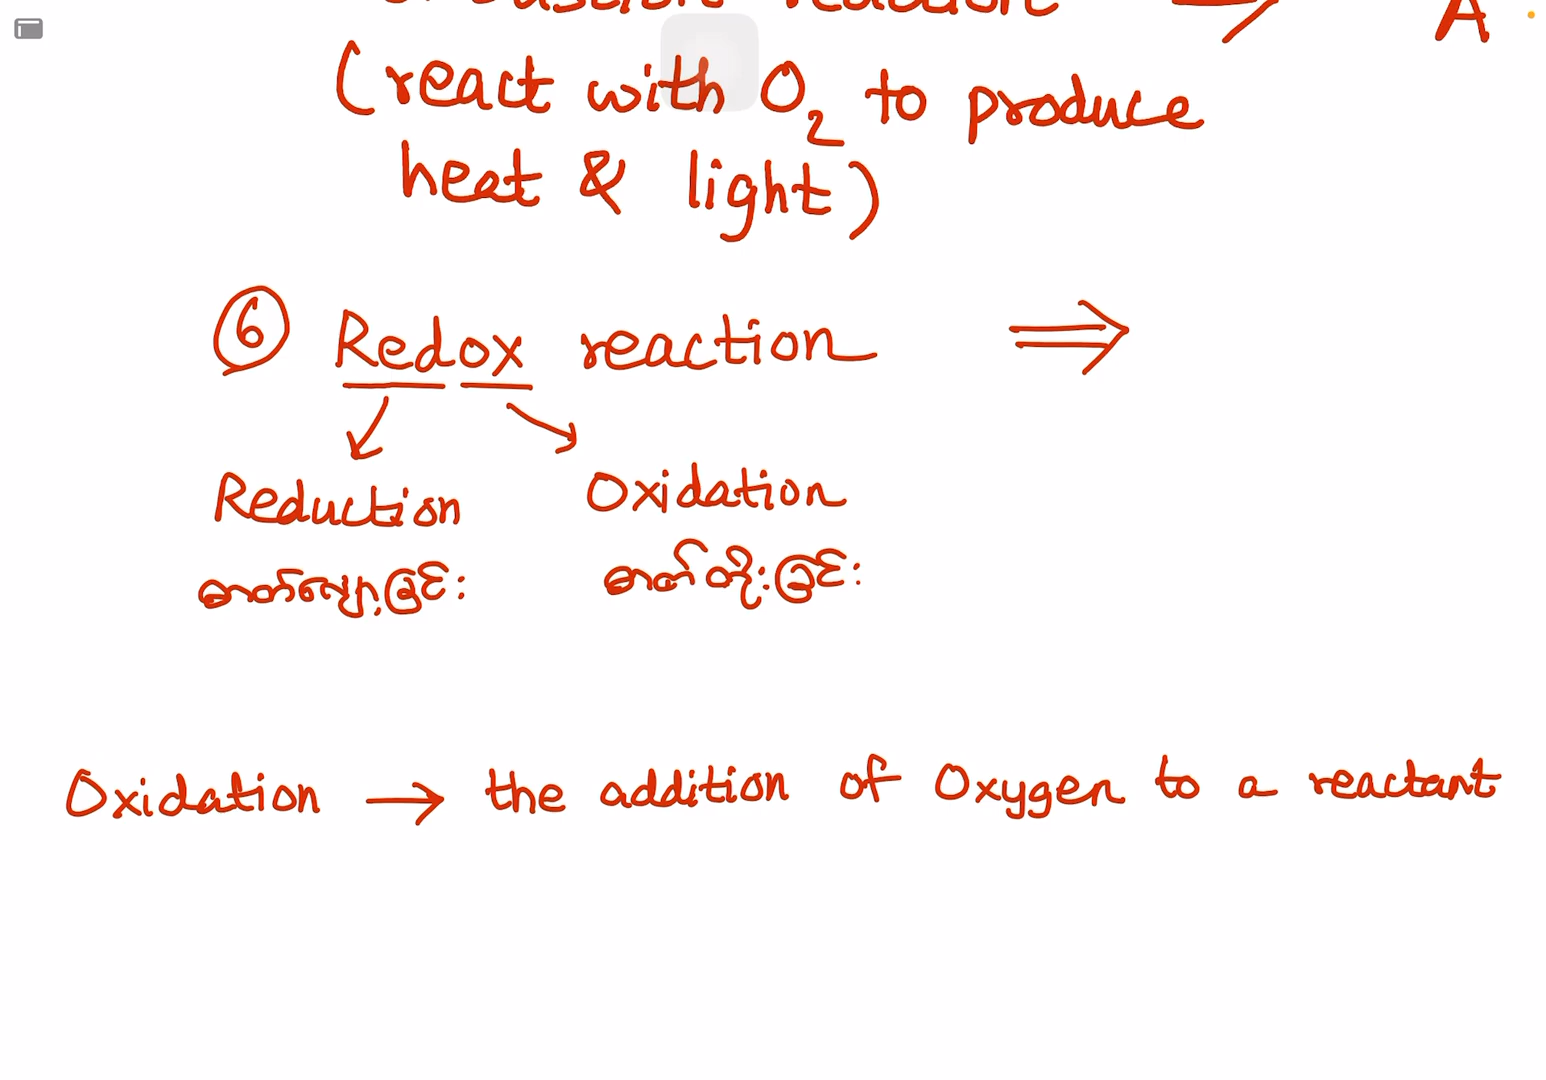 reaction ⇒ A
(react with O₂ to produce
heat & light)
⑥ Redox reaction ⇒
Reduction Oxidation
ဓာတ်လျော့ခြင်း ဓာတ်တိုးခြင်း
Oxidation → the addition of Oxygen to a reactant